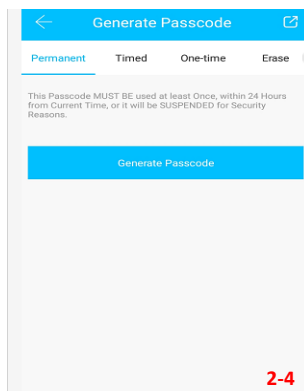 Generate Passcode
Permanent Timed One-time Erase
This Passcode MUST BE used at least Once, within 24 Hours
from Current Time, or it will be SUSPENDED for Security
Reasons.
Generate Passcode
2-4